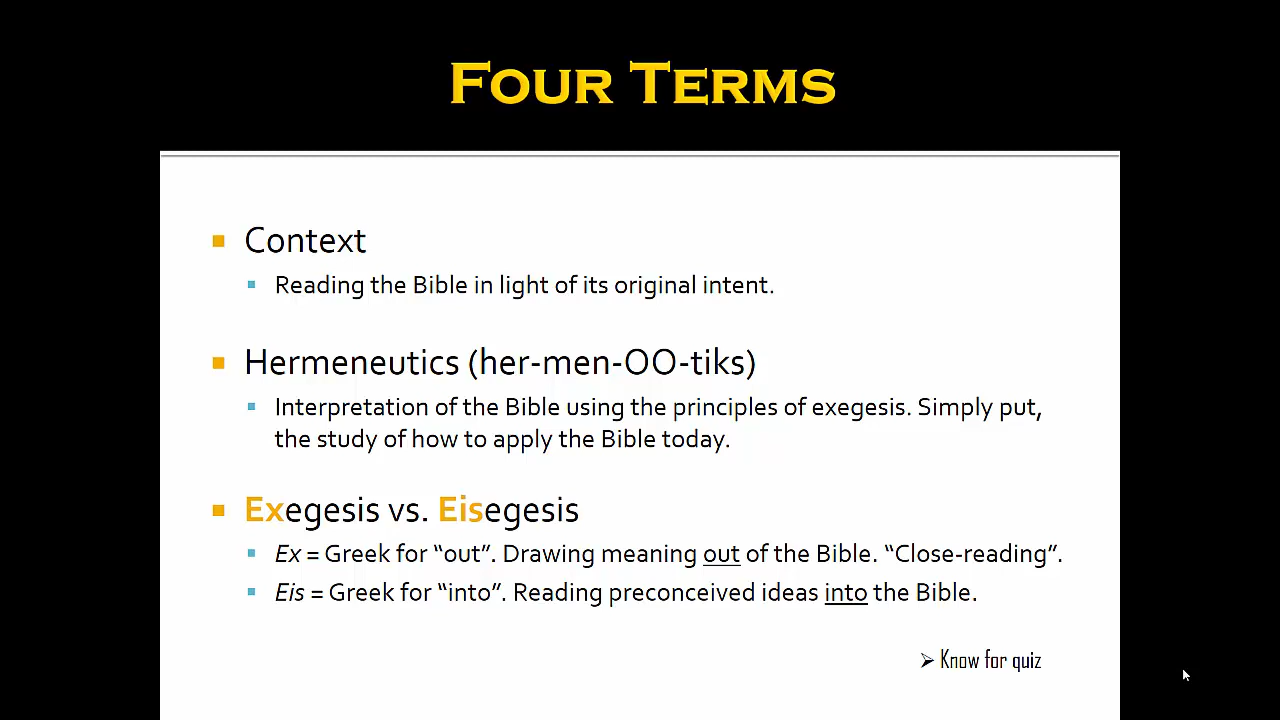 Four Terms
Context
Reading the Bible in light of its original intent.
Hermeneutics (her-men-OO-tiks)
Interpretation of the Bible using the principles of exegesis. Simply put,
the study of how to apply the Bible today.
Exegesis vs. Eisegesis
Ex = Greek for “out”. Drawing meaning out of the Bible. “Close-reading”.
Eis = Greek for “into”. Reading preconceived ideas into the Bible.
Know for quiz